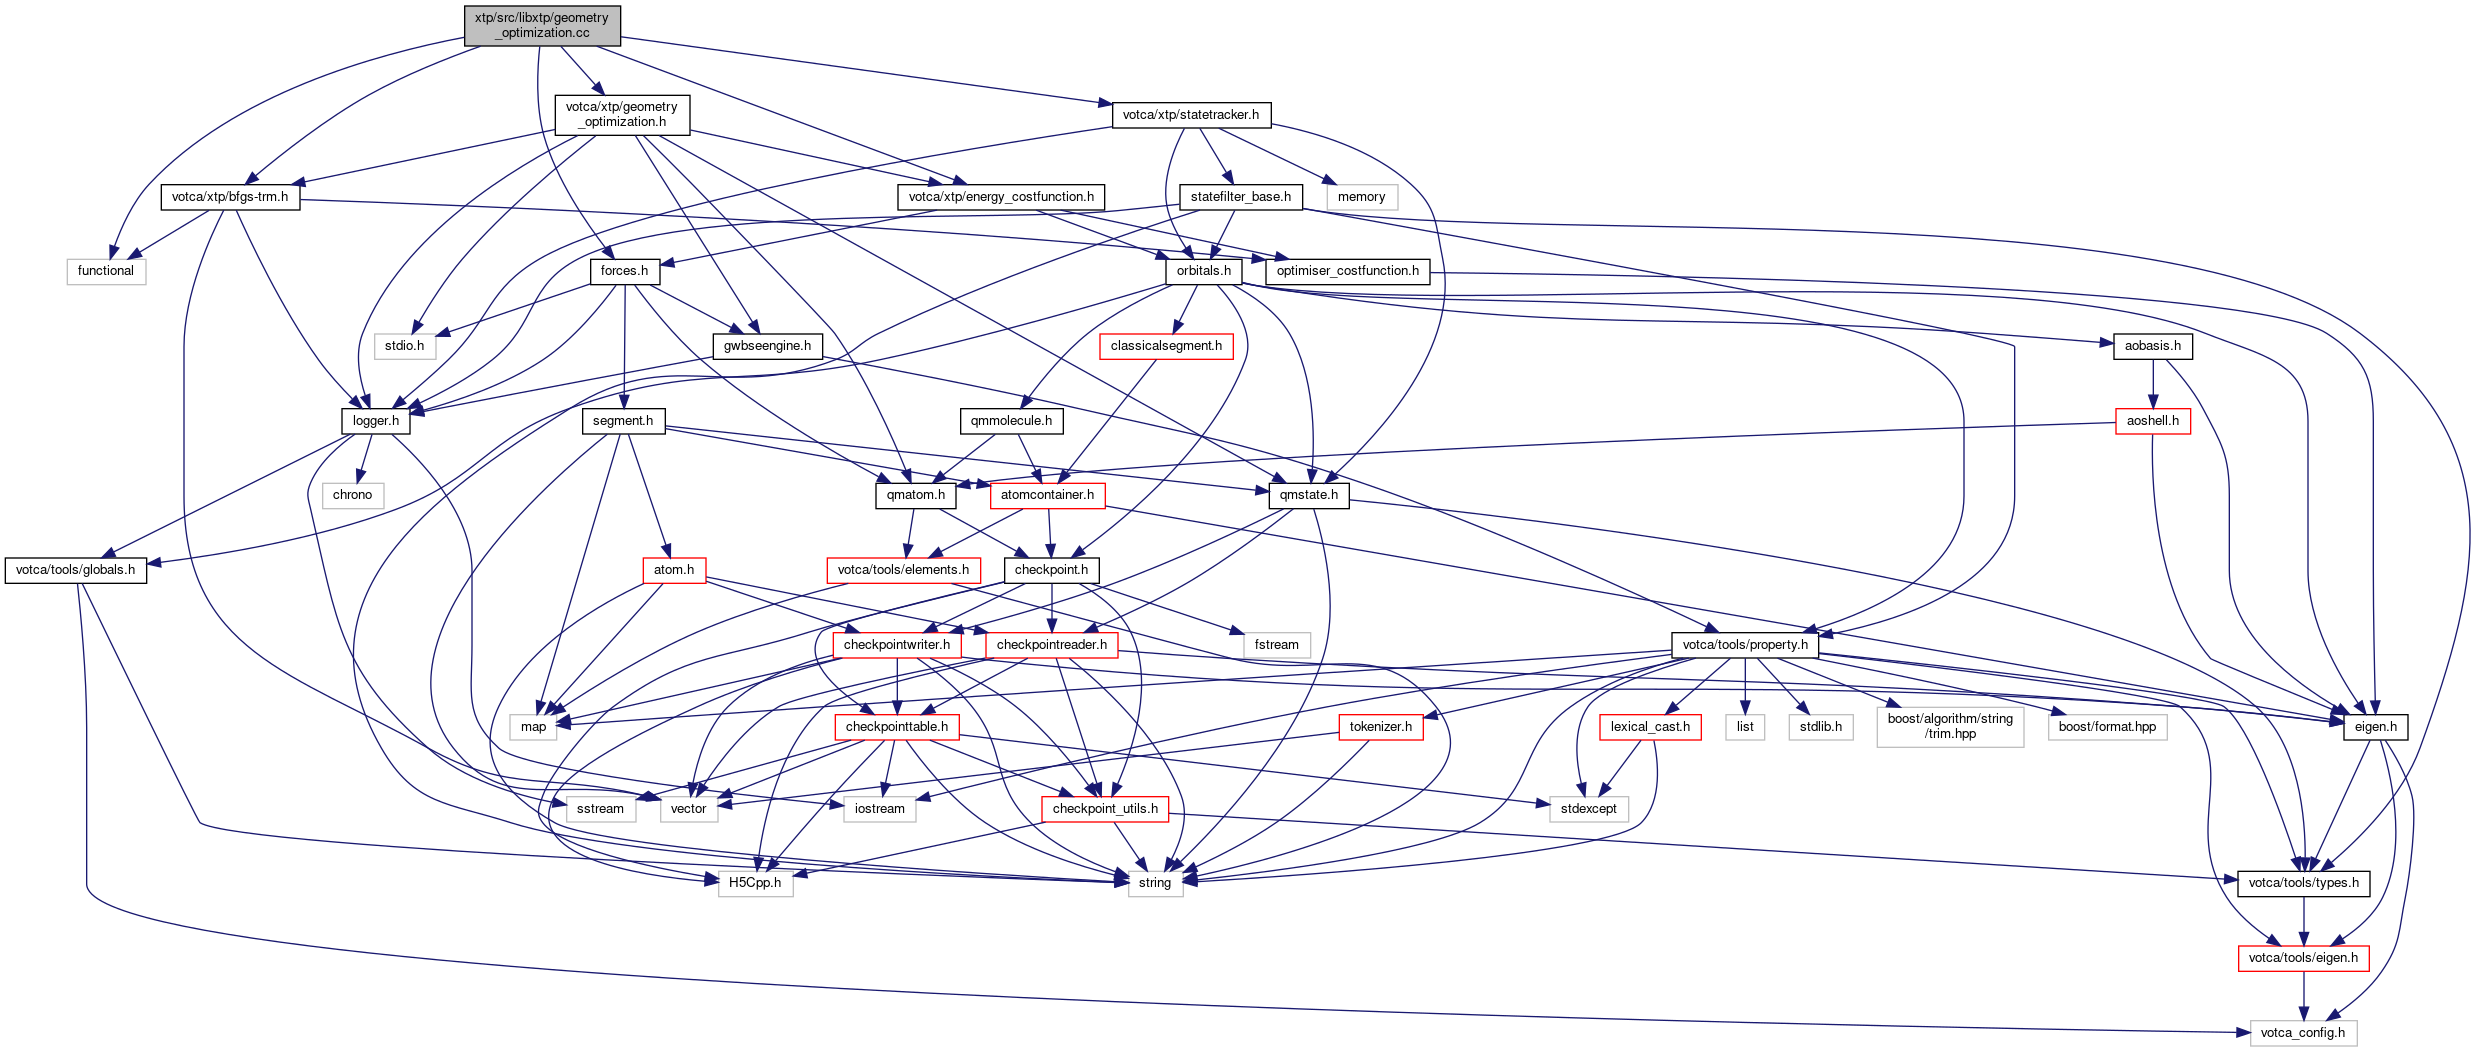 xtp/src/libxtp/geometry
_optimization.cc
votca/xtp/geometry
_optimization.h
votca/xtp/statetracker.h
votca/xtp/bfgs-trm.h
votca/xtp/energy_costfunction.h
statefilter_base.h
memory
functional
forces.h
orbitals.h
optimiser_costfunction.h
stdio.h
gwbseengine.h
classicalsegment.h
aobasis.h
logger.h
segment.h
qmmolecule.h
aoshell.h
chrono
qmatom.h
atomcontainer.h
qmstate.h
votca/tools/globals.h
atom.h
votca/tools/elements.h
checkpoint.h
checkpointwriter.h
checkpointreader.h
fstream
votca/tools/property.h
map
checkpointtable.h
tokenizer.h
lexical_cast.h
list
stdlib.h
boost/algorithm/string
/trim.hpp
boost/format.hpp
eigen.h
sstream
vector
iostream
checkpoint_utils.h
stdexcept
H5Cpp.h
string
votca/tools/types.h
votca/tools/eigen.h
votca_config.h